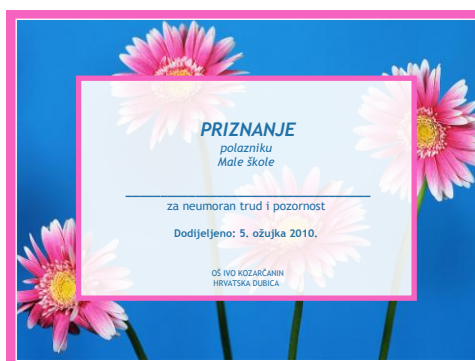 PRIZNANJE
polazniku
Male škole
za neumoran trud i pozornost
Dodijeljeno: 5. ožujka 2010.
OŠ IVO KOZARČANIN
HRVATSKA DUBICA